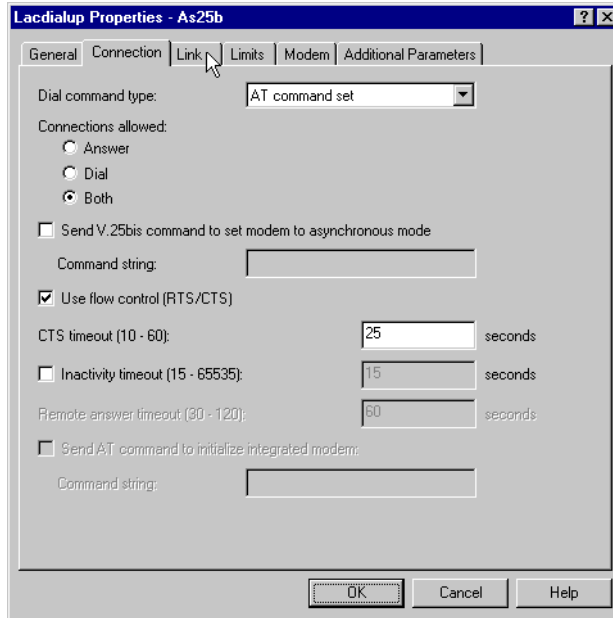 Lacdialup Properties - As25b
General Connection Link Limits Modem Additional Parameters
Dial command type: AT command set
Connections allowed:
Answer
Dial
Both
Send V.25bis command to set modem to asynchronous mode
Command string:
Use flow control (RTS/CTS)
CTS timeout (10 - 60): 25 seconds
Inactivity timeout (15 - 65535): 15 seconds
Remote answer timeout (30 - 120): 60 seconds
Send AT command to initialize integrated modem:
Command string:
OK Cancel Help